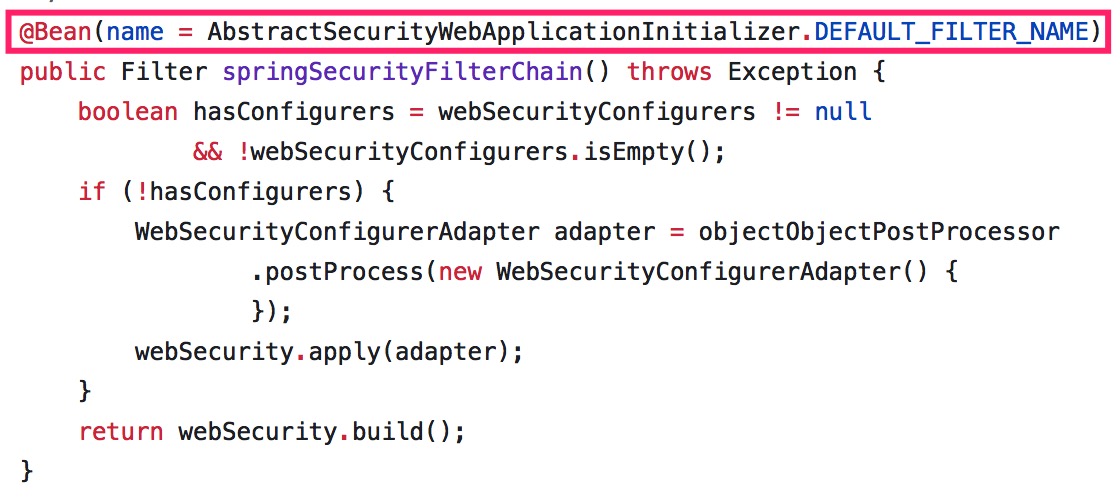 @Bean(name = AbstractSecurityWebApplicationInitializer.DEFAULT_FILTER_NAME)
public Filter springSecurityFilterChain() throws Exception {
    boolean hasConfigurers = webSecurityConfigurers != null
            && !webSecurityConfigurers.isEmpty();
    if (!hasConfigurers) {
        WebSecurityConfigurerAdapter adapter = objectObjectPostProcessor
                .postProcess(new WebSecurityConfigurerAdapter() {
                });
        webSecurity.apply(adapter);
    }
    return webSecurity.build();
}